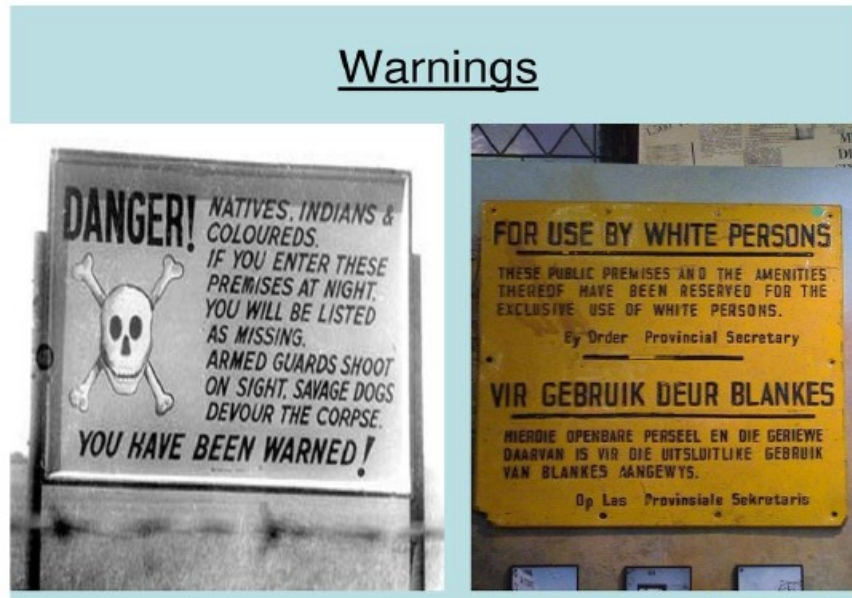 Warnings
DANGER!
NATIVES, INDIANS &
COLOUREDS.
IF YOU ENTER THESE
PREMISES AT NIGHT,
YOU WILL BE LISTED
AS MISSING.
ARMED GUARDS SHOOT
ON SIGHT, SAVAGE DOGS
DEVOUR THE CORPSE.
YOU HAVE BEEN WARNED!
FOR USE BY WHITE PERSONS
THESE PUBLIC PREMISES AND THE AMENITIES
THEREOF HAVE BEEN RESERVED FOR THE
EXCLUSIVE USE OF WHITE PERSONS.
By Order Provincial Secretary
VIR GEBRUIK DEUR BLANKES
HIERDIE OPENBARE PERSEEL EN DIE GERIEWE
DAARVAN IS VIR DIE UITSLUITLIKE GEBRUIK
VAN BLANKES AANGEWYS.
Op Las Provinsiale Sekretaris